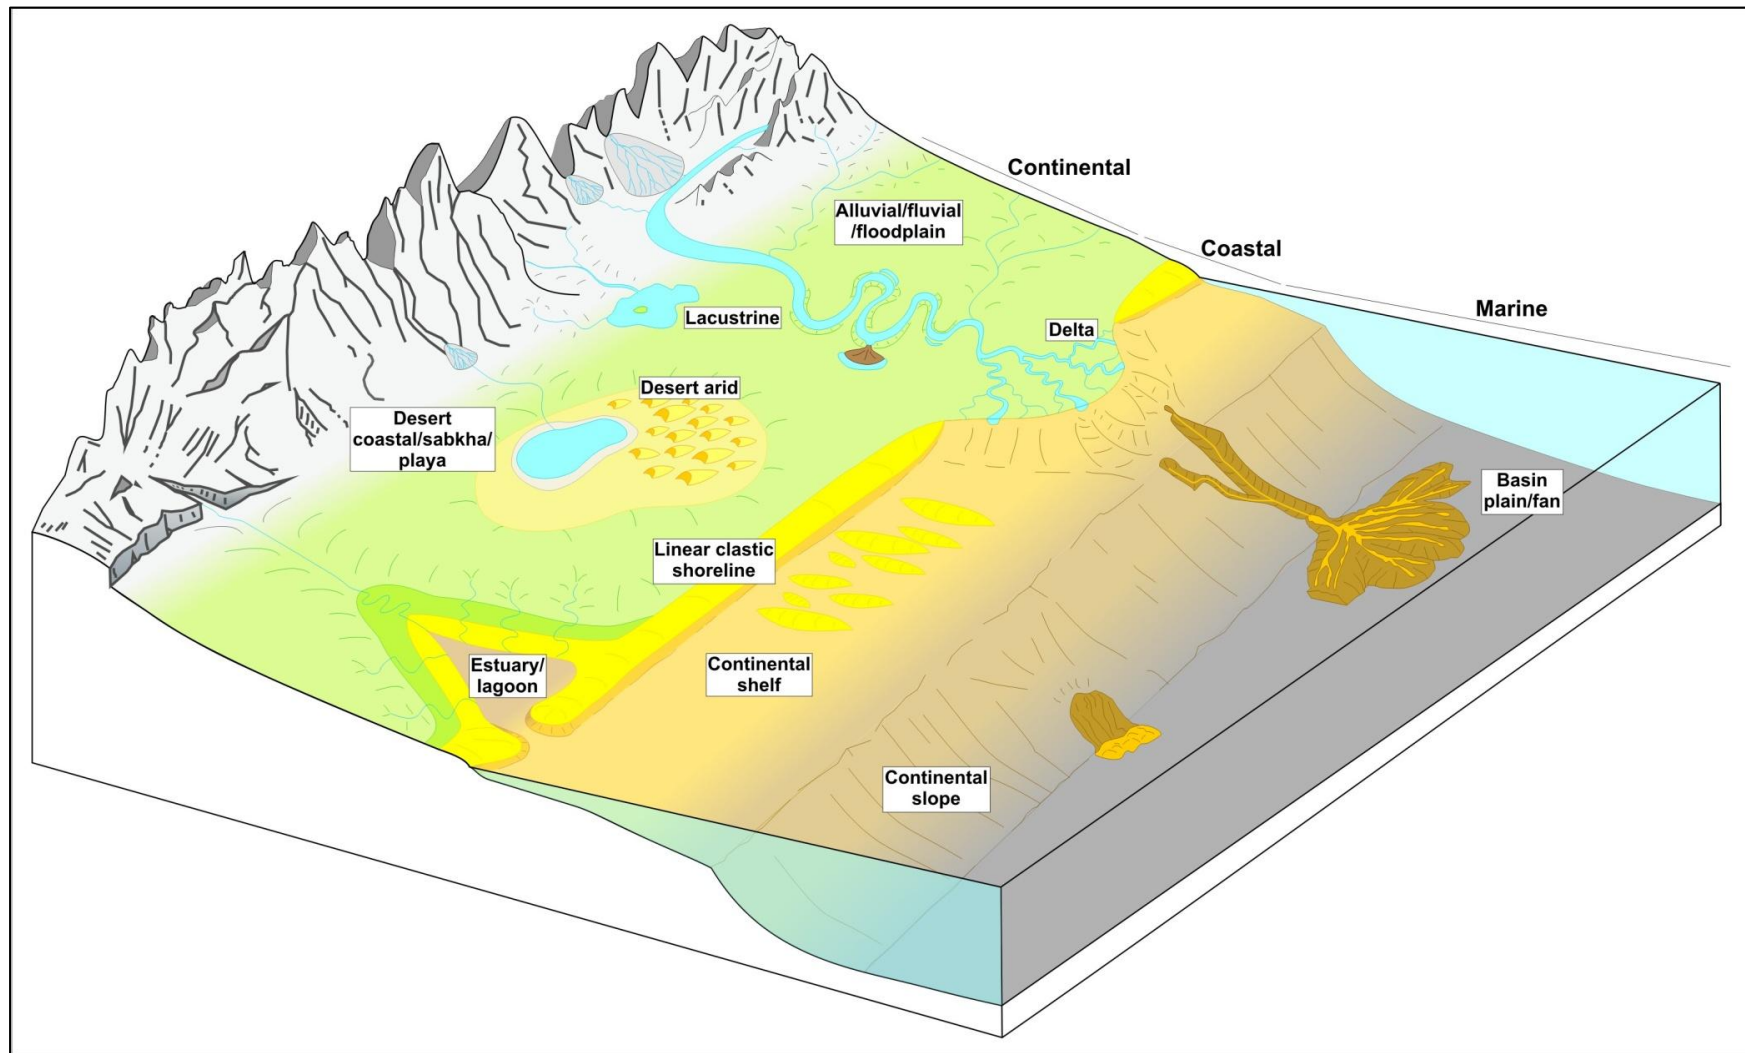 Continental
Alluvial/fluvial
/floodplain
Coastal
Marine
Lacustrine
Delta
Desert arid
Desert
coastal/sabkha/
playa
Basin
plain/fan
Linear clastic
shoreline
Estuary/
lagoon
Continental
shelf
Continental
slope